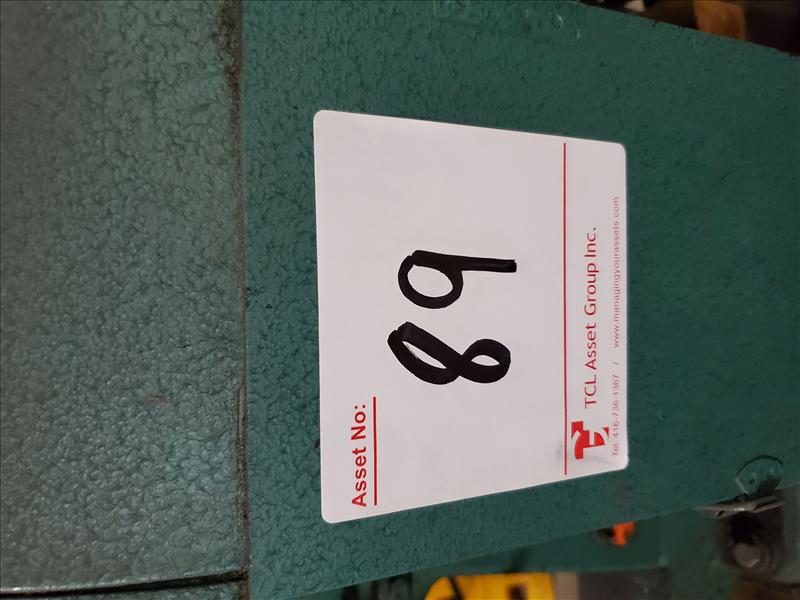 Asset No:
89
TCL Asset Group Inc.
Tel: 416-736-1367 / www.managingyourassets.com